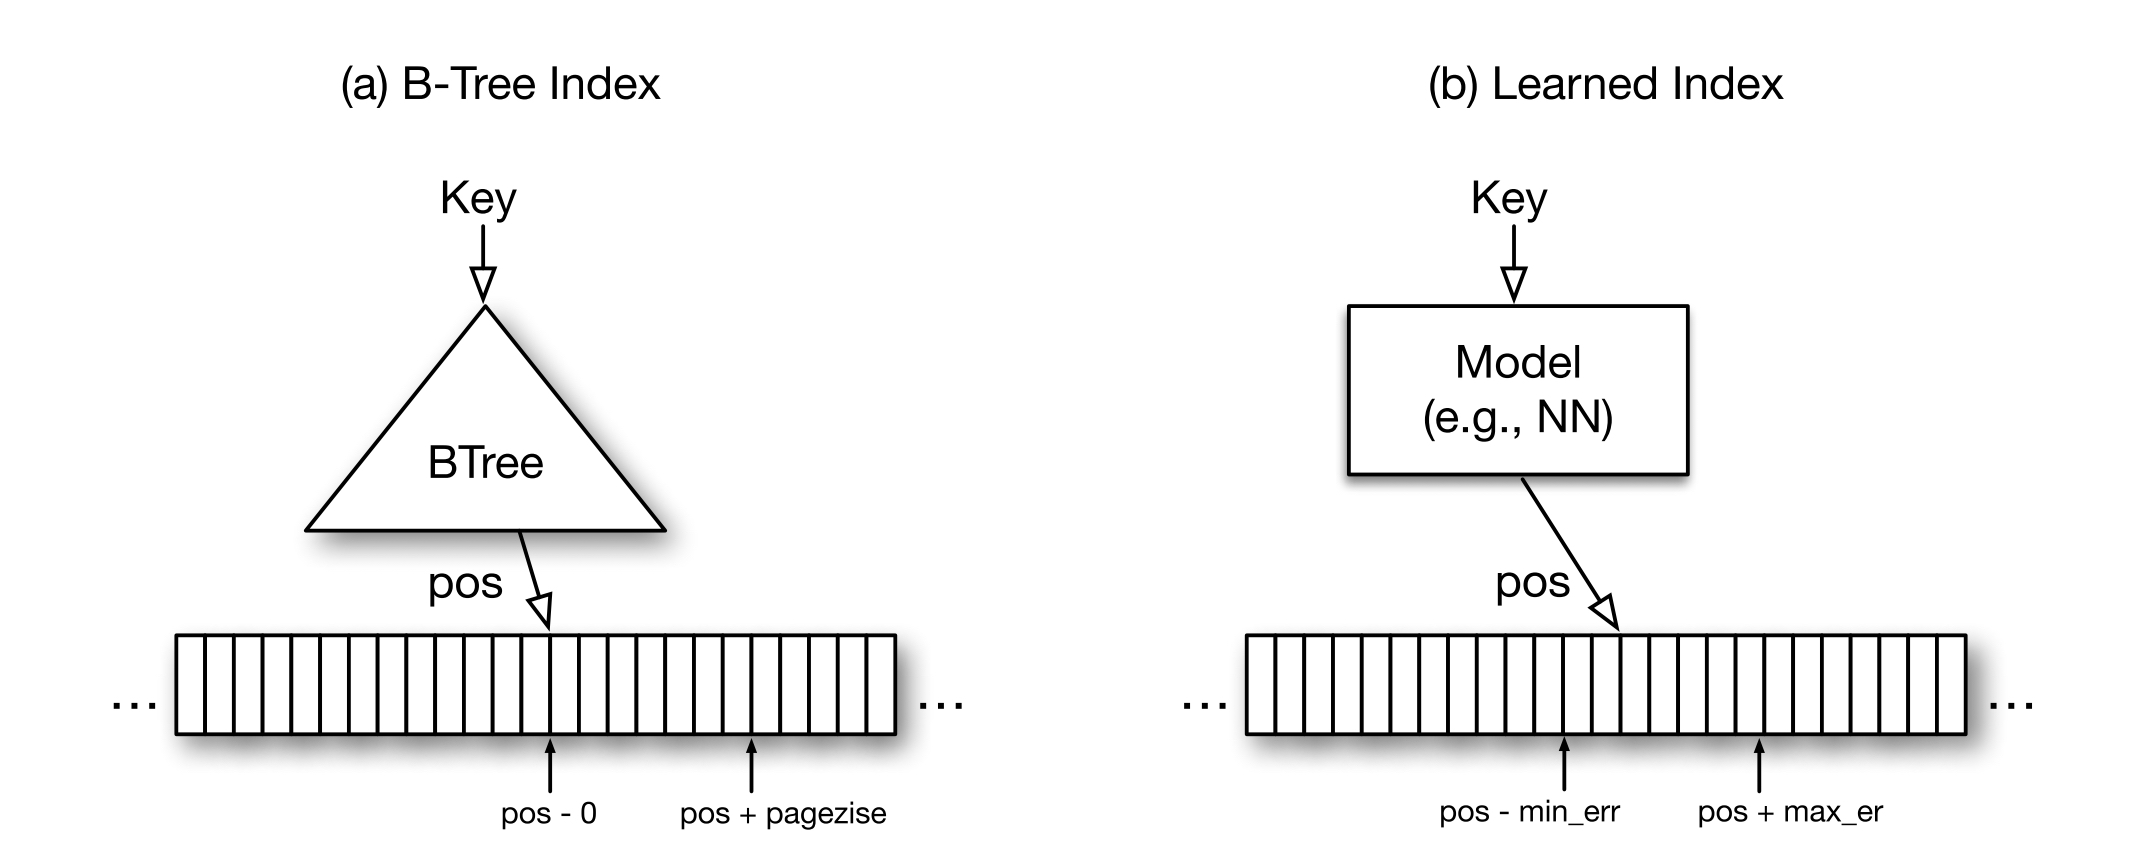 (a) B-Tree Index
Key
BTree
pos
...
...
pos - 0
pos + pagezise
(b) Learned Index
Key
Model
(e.g., NN)
pos
...
...
pos - min_err
pos + max_er